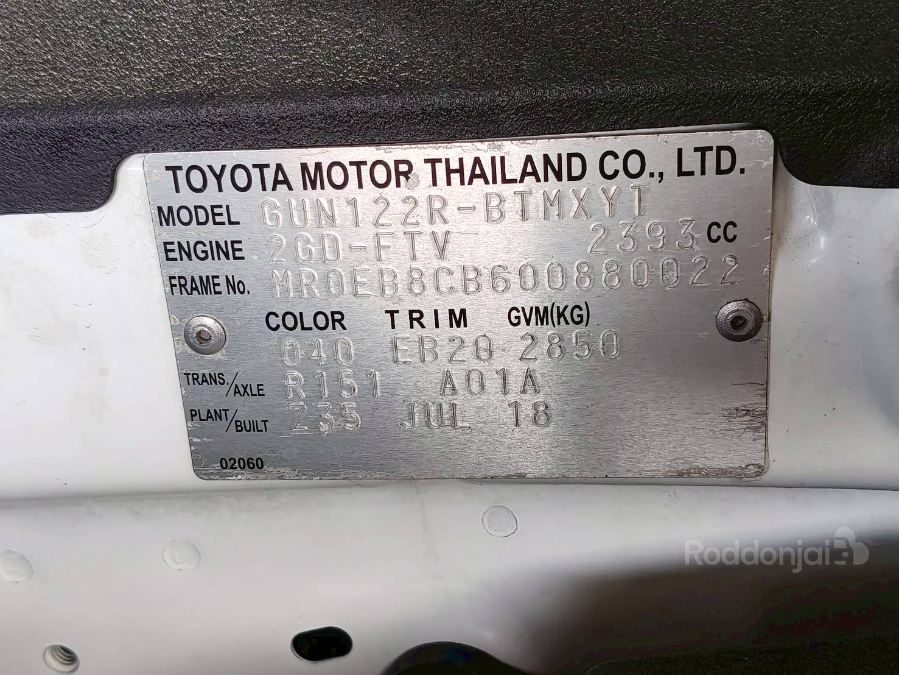 TOYOTA MOTOR THAILAND CO., LTD.
MODEL GUN122R-BTMXYT
ENGINE 2GD-FTV 2393 CC
FRAME No. MR0EB8CB600880022
COLOR TRIM GVM(KG)
040 EB20 2850
TRANS./AXLE R151 A01A
PLANT/BUILT 235 JUL 18
02060
Roddonjai